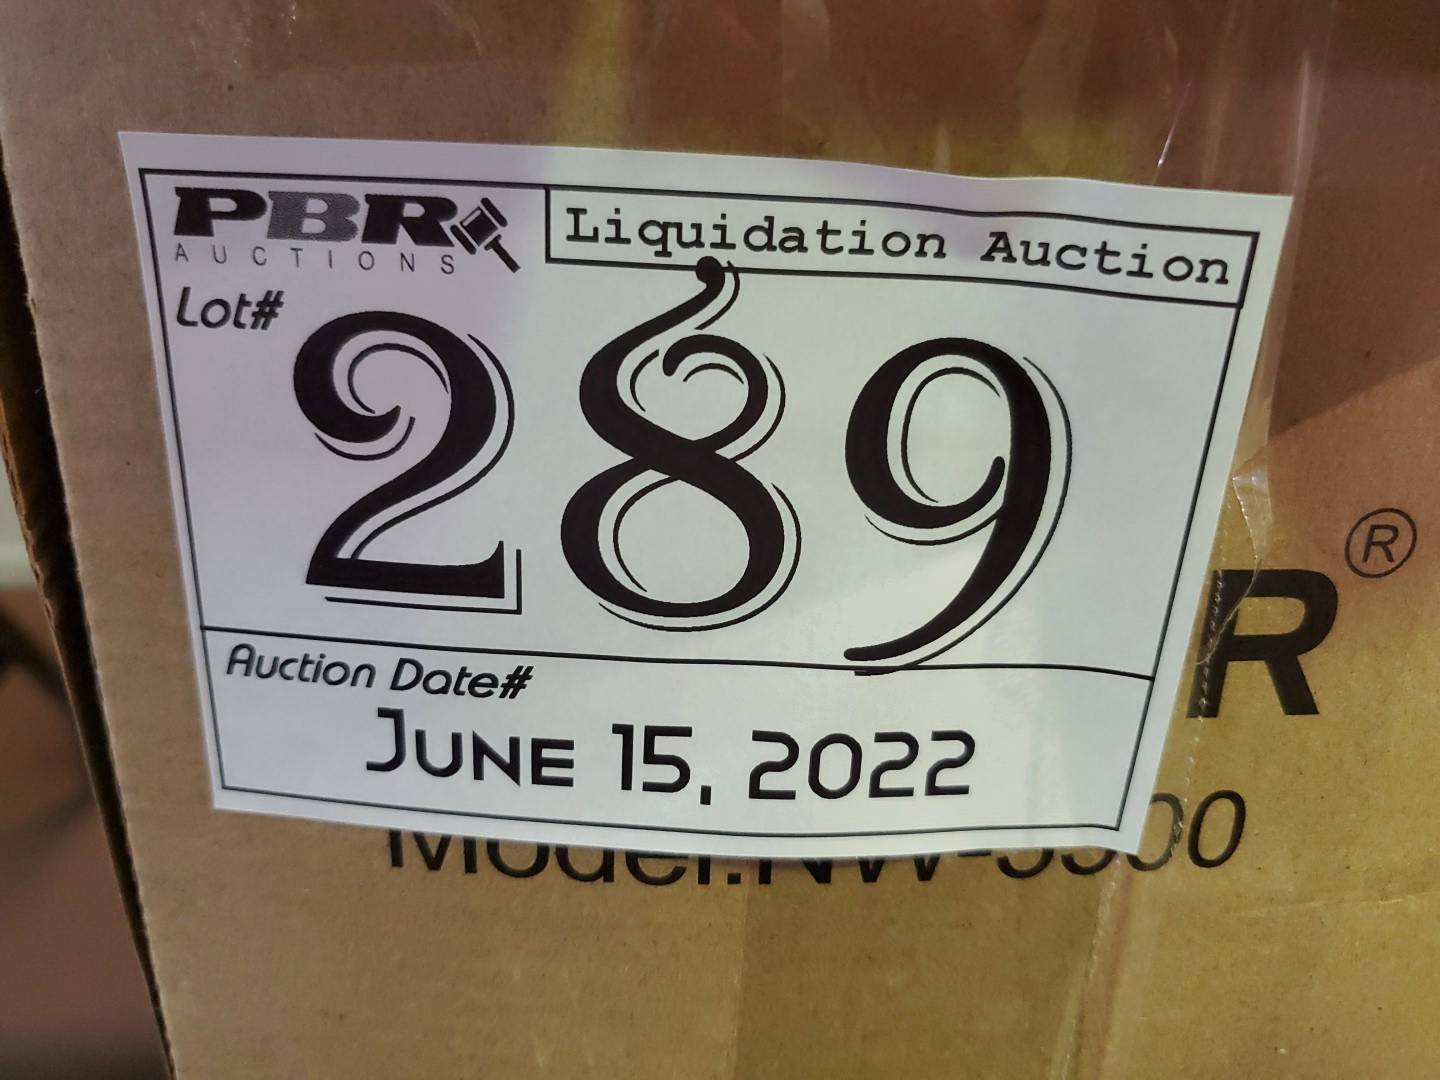 PBR
AUCTIONS
Liquidation Auction
Lot#
289
Auction Date#
June 15, 2022
R®